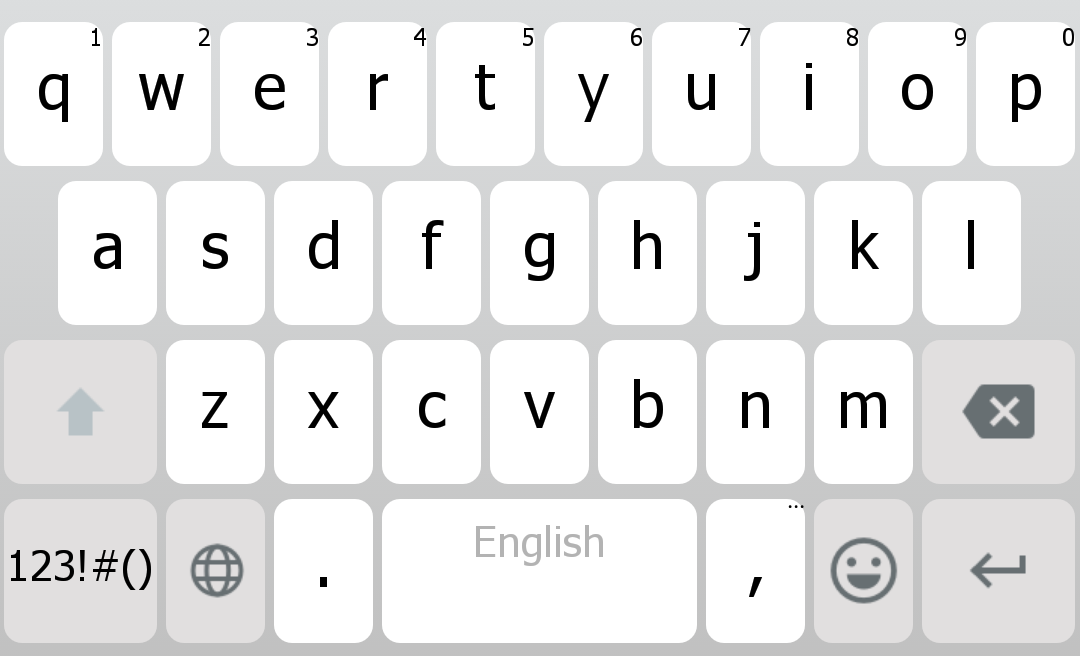 1 2 3 4 5 6 7 8 9 0
q w e r t y u i o p
a s d f g h j k l
z x c v b n m
...
123!#() . English ,